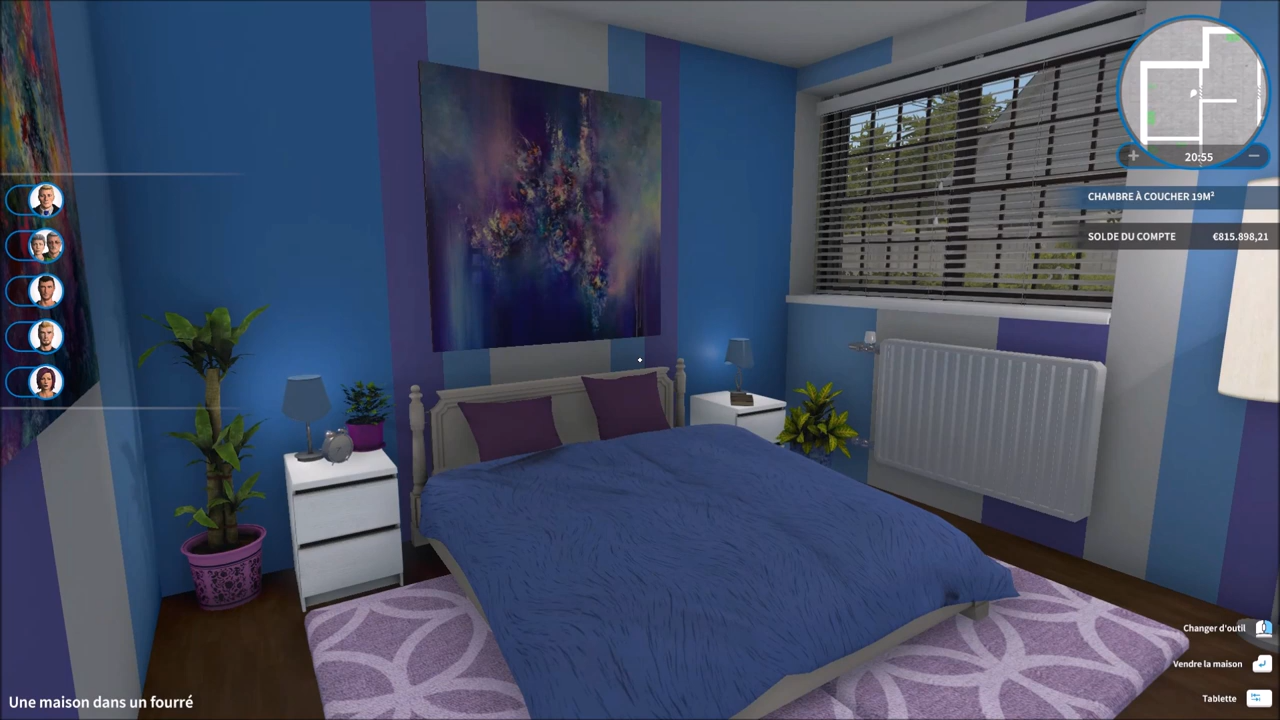 20:55
CHAMBRE À COUCHER 19M²
SOLDE DU COMPTE €815.898,21
Changer d'outil
Vendre la maison
Tablette
Une maison dans un fourré